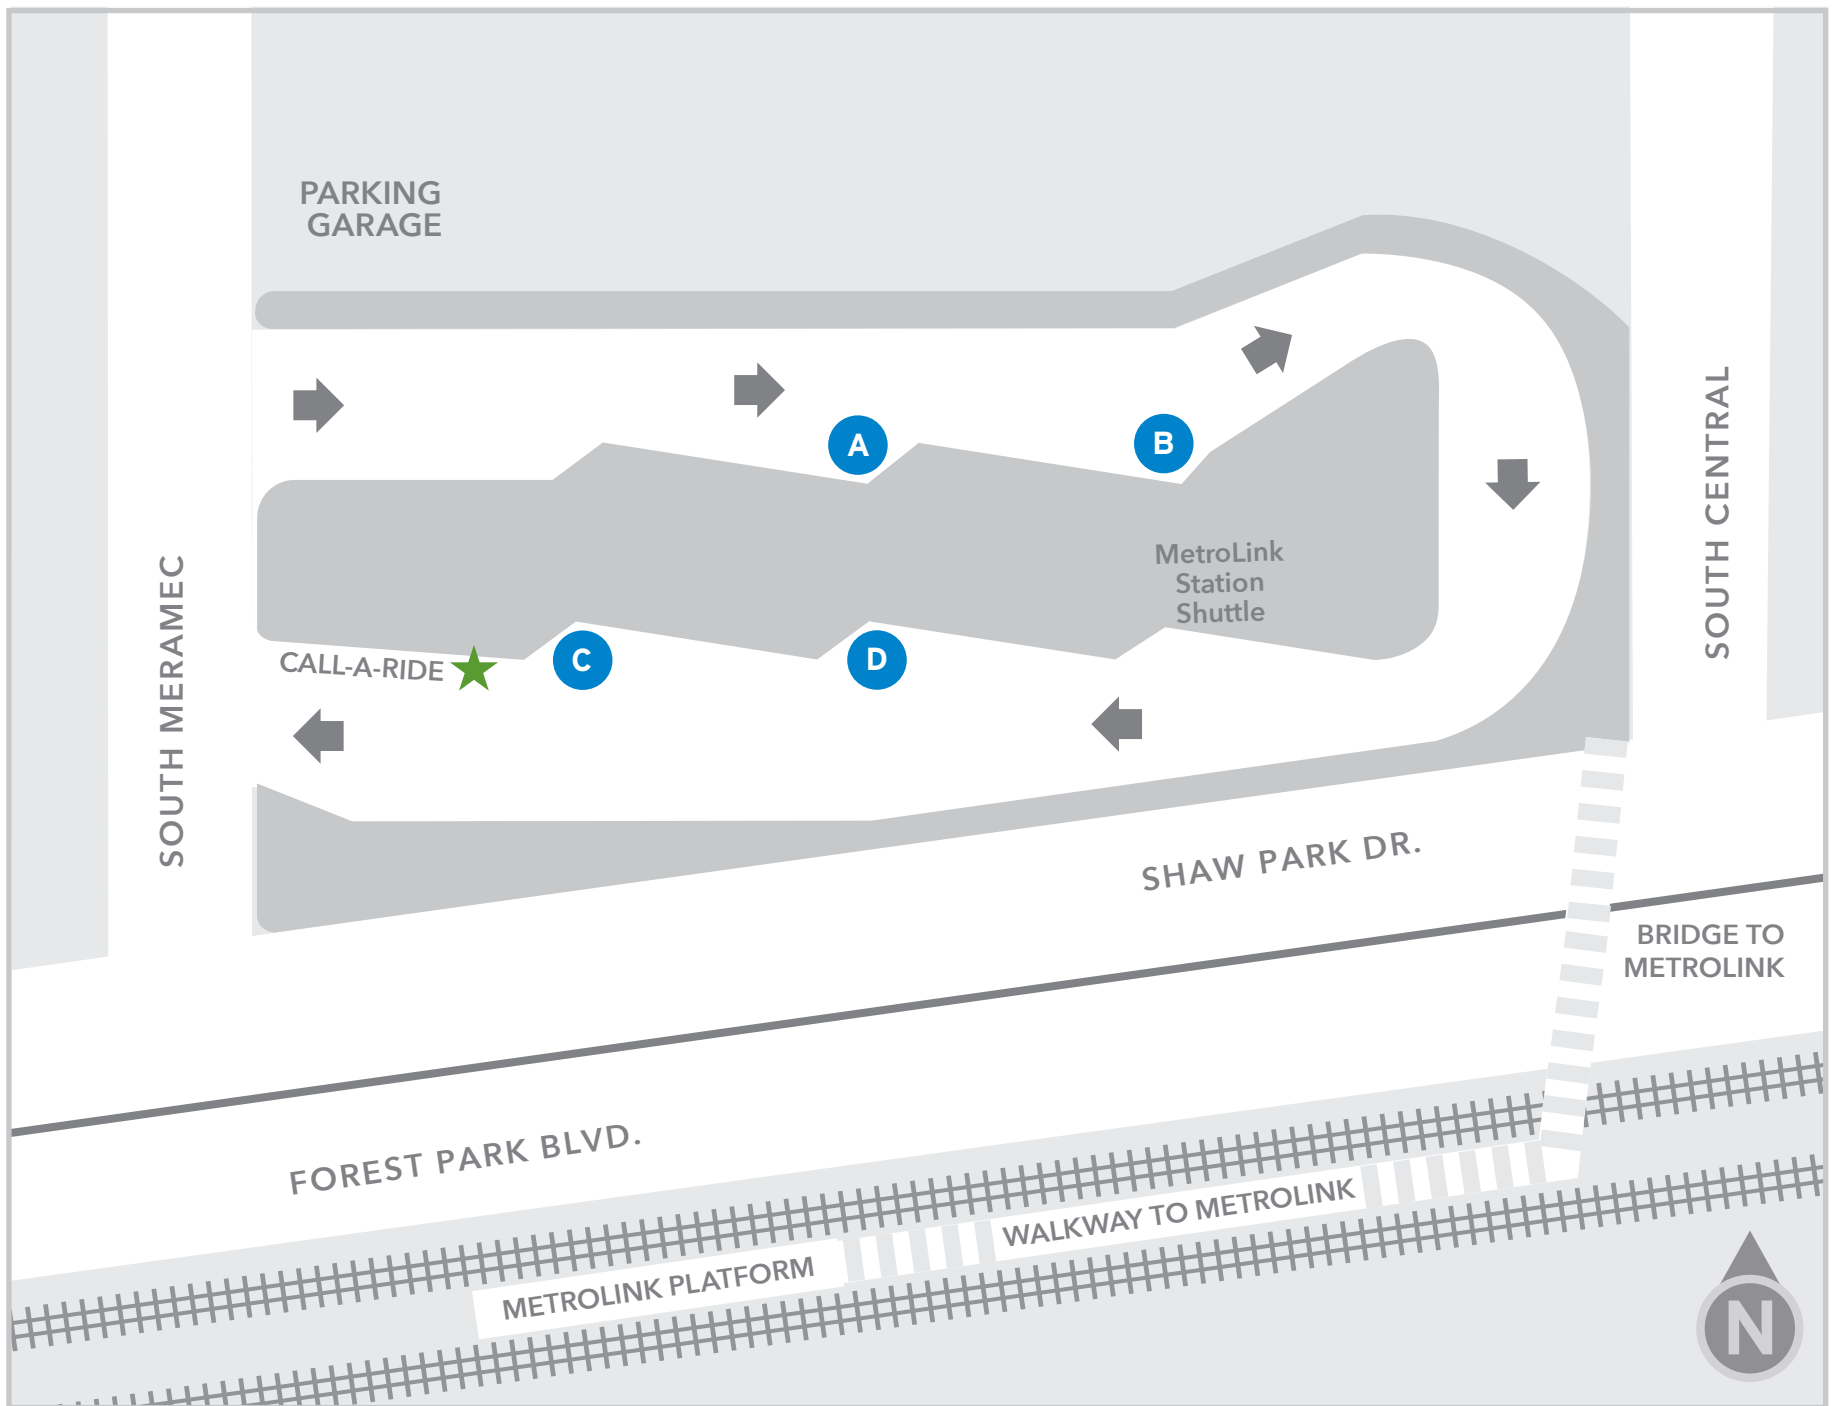 PARKING
GARAGE
A
B
MetroLink
Station
Shuttle
SOUTH CENTRAL
SOUTH MERAMEC
CALL-A-RIDE
C
D
SHAW PARK DR.
BRIDGE TO
METROLINK
FOREST PARK BLVD.
WALKWAY TO METROLINK
METROLINK PLATFORM
N